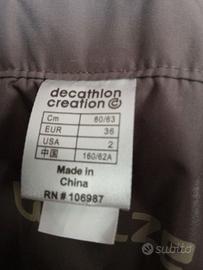 decathlon
creation ©
Cm 60/63
EUR 36
USA 2
中国 160/62A
Made in
China
RN # 106987
subito